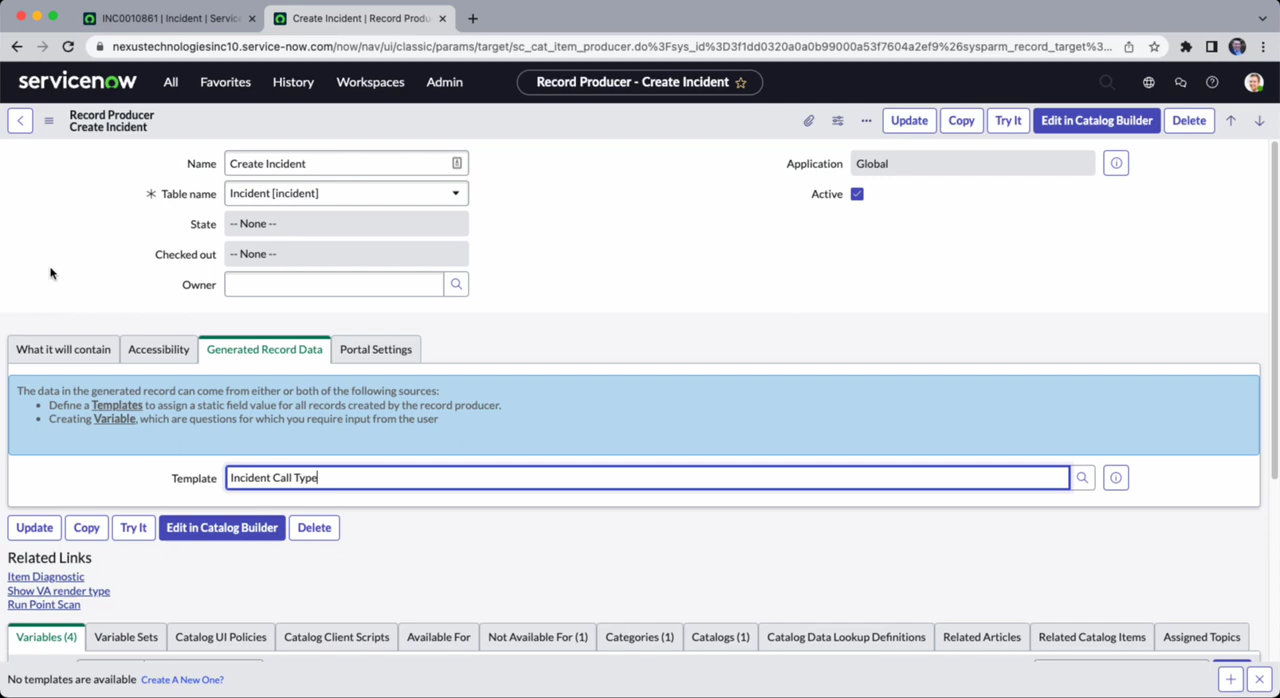 INC0010861 | Incident | Servic
Create Incident | Record Produ
nexustechnologiesinc10.service-now.com/now/nav/ui/classic/params/target/sc_cat_item_producer.do%3Fsys_id%3D3f1dd0320a0a0b99000a53f7604a2ef9%26sysparm_record_target%3...
servicenow All Favorites History Workspaces Admin Record Producer - Create Incident
Record Producer
Create Incident
Update Copy Try It Edit in Catalog Builder Delete
Name Create Incident Application Global
Table name Incident [incident] Active
State -- None --
Checked out -- None --
Owner
What it will contain Accessibility Generated Record Data Portal Settings
The data in the generated record can come from either or both of the following sources:
• Define a Templates to assign a static field value for all records created by the record producer.
• Creating Variable, which are questions for which you require input from the user
Template Incident Call Type
Update Copy Try It Edit in Catalog Builder Delete
Related Links
Item Diagnostic
Show VA render type
Run Point Scan
Variables (4) Variable Sets Catalog UI Policies Catalog Client Scripts Available For Not Available For (1) Categories (1) Catalogs (1) Catalog Data Lookup Definitions Related Articles Related Catalog Items Assigned Topics
No templates are available Create A New One?